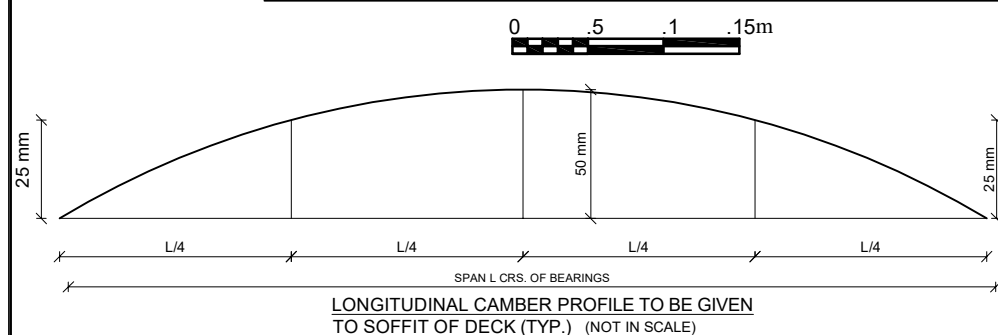 0 .5 .1 .15m
25 mm
50 mm
25 mm
L/4 L/4 L/4 L/4
SPAN L CRS. OF BEARINGS
LONGITUDINAL CAMBER PROFILE TO BE GIVEN
TO SOFFIT OF DECK (TYP.) (NOT IN SCALE)